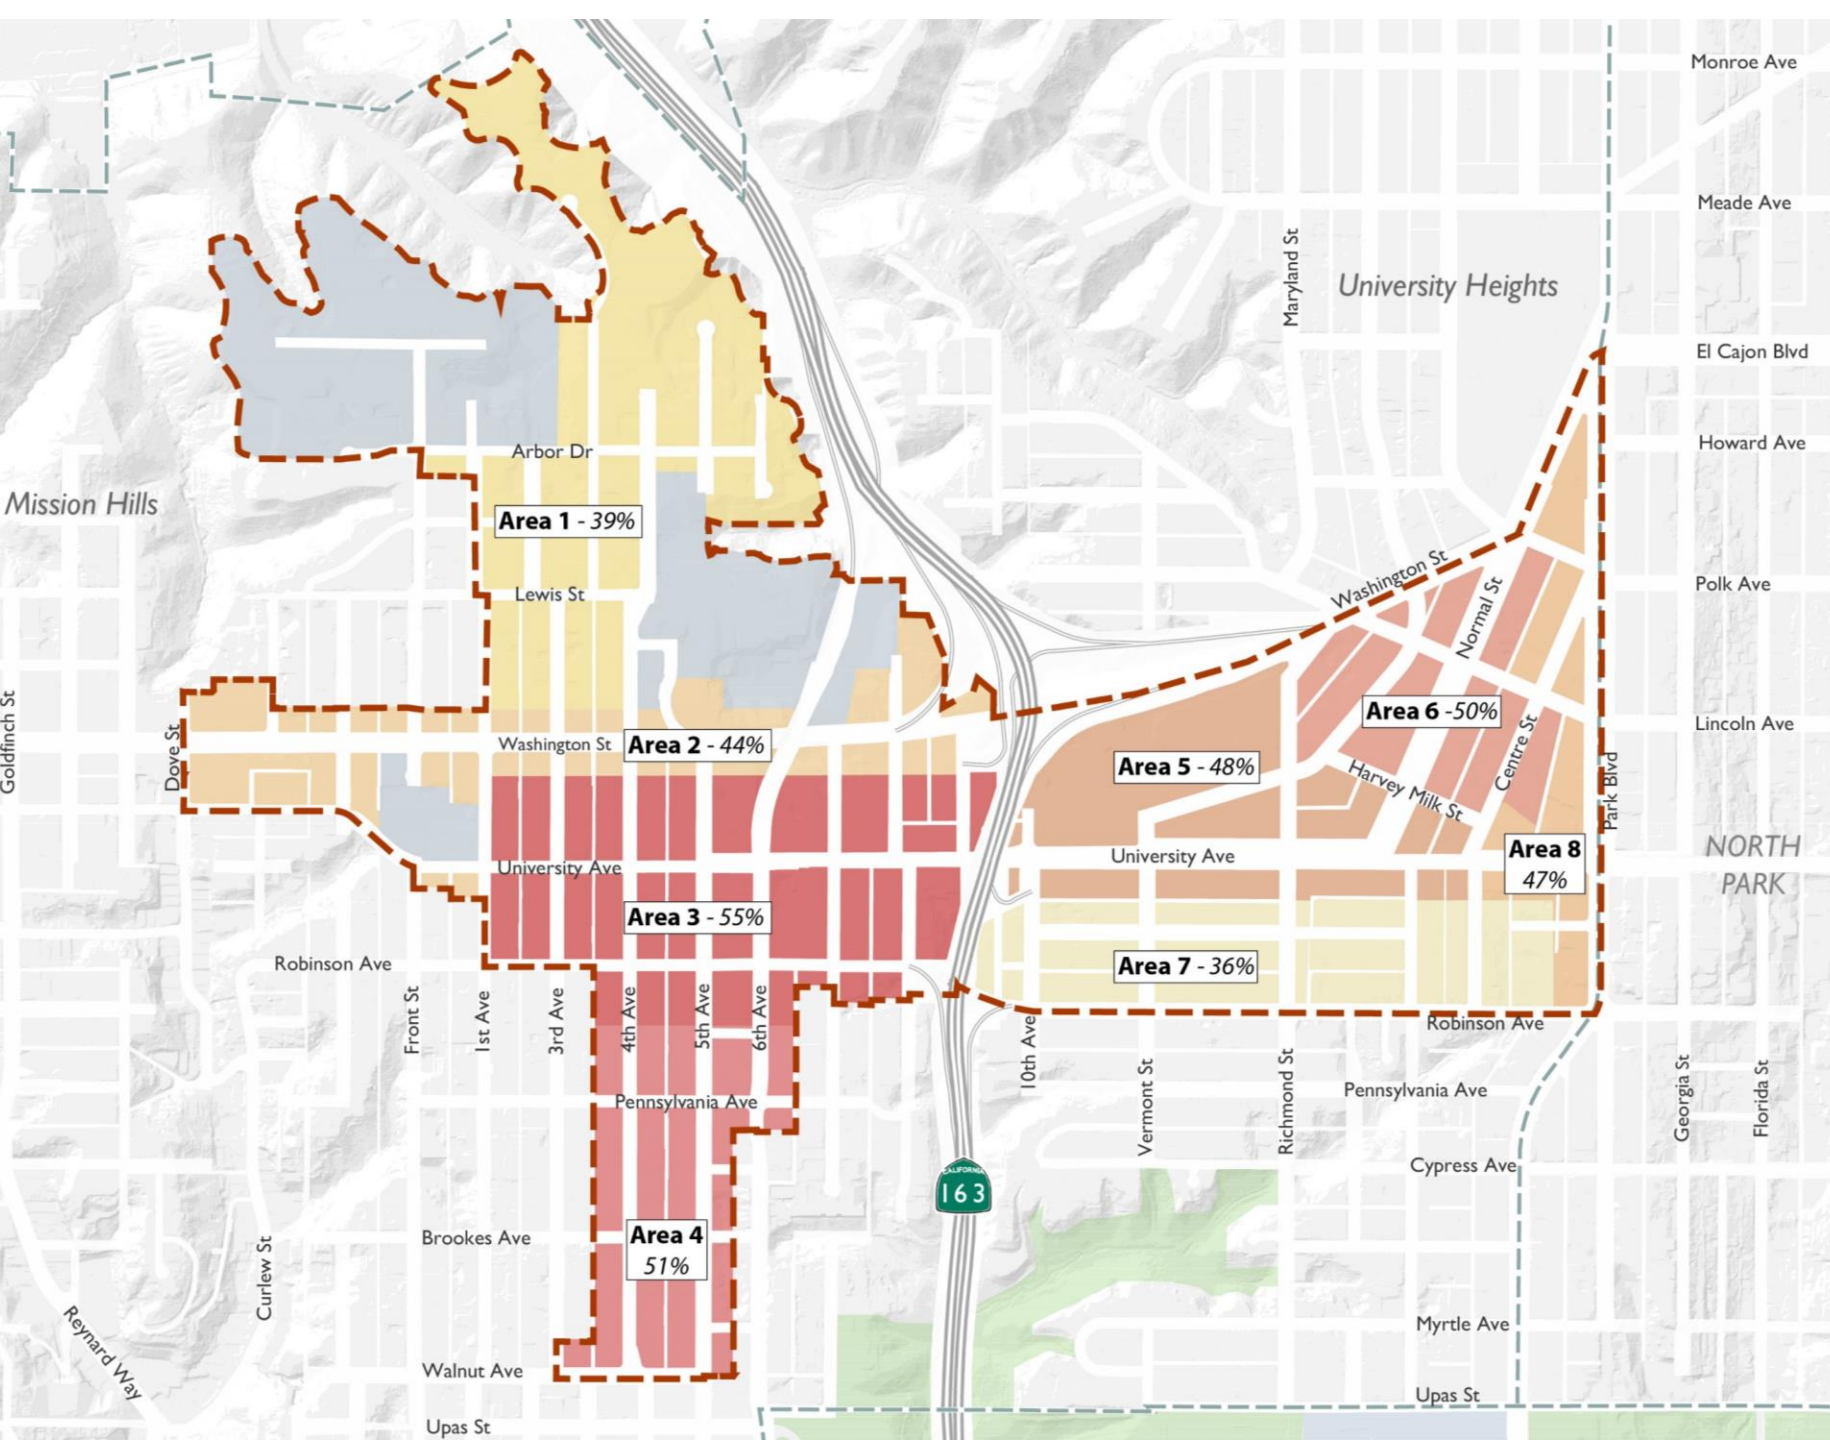 Monroe Ave
Meade Ave
Maryland St
University Heights
El Cajon Blvd
Howard Ave
Arbor Dr
Mission Hills
Area 1 - 39%
Washington St
Polk Ave
Lewis St
Normal St
Goldfinch St
Dove St
Washington St
Area 2 - 44%
Area 6 -50%
Lincoln Ave
Area 5 - 48%
Centre St
Harvey Milk St
Park Blvd
University Ave
University Ave
Area 8
47%
NORTH
PARK
Area 3 - 55%
Robinson Ave
Area 7 - 36%
Front St
1st Ave
3rd Ave
4th Ave
5th Ave
6th Ave
10th Ave
Robinson Ave
Vermont St
Richmond St
Pennsylvania Ave
Pennsylvania Ave
Georgia St
Florida St
Cypress Ave
CALIFORNIA
163
Curlew St
Brookes Ave
Area 4
51%
Reynard Way
Myrtle Ave
Walnut Ave
Upas St
Upas St